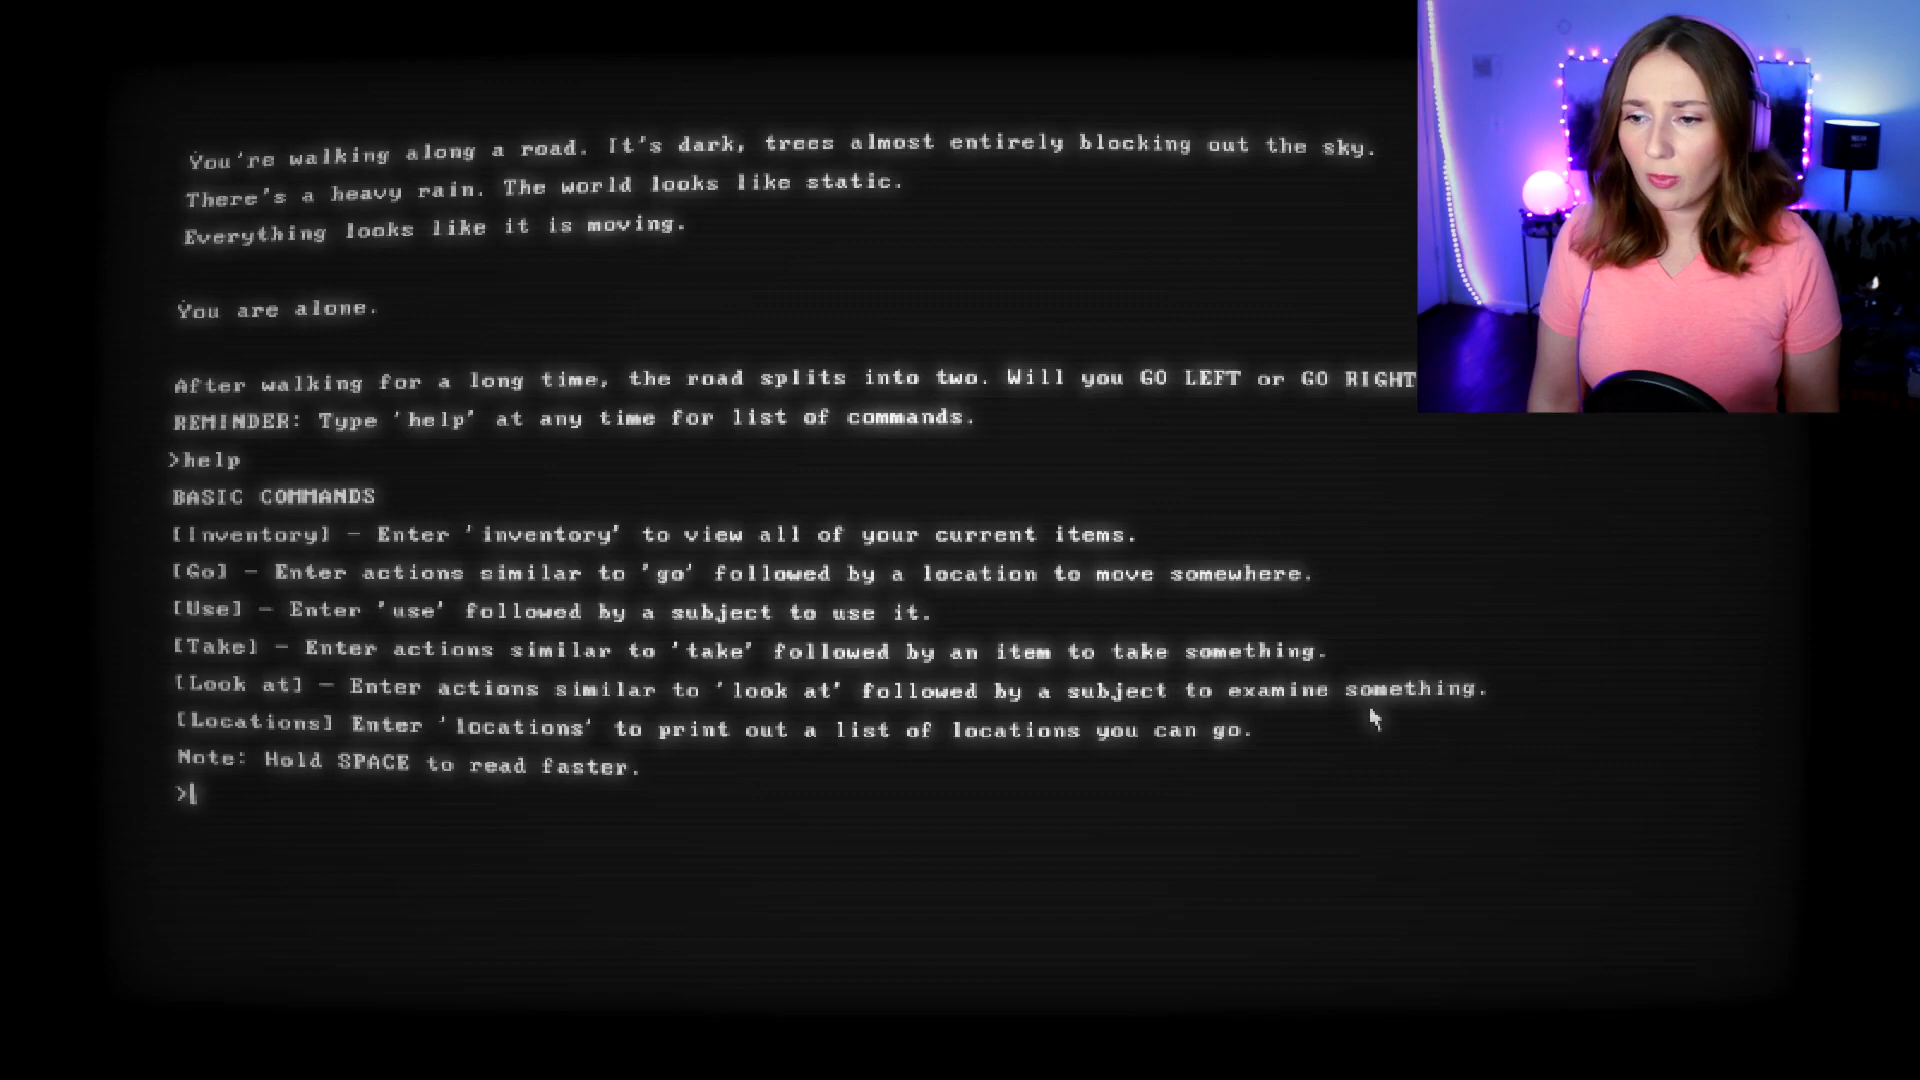 You're walking along a road. It's dark, trees almost entirely blocking out the sky.
There's a heavy rain. The world looks like static.
Everything looks like it is moving.
You are alone.
After walking for a long time, the road splits into two. Will you GO LEFT or GO RIGHT
REMINDER: Type 'help' at any time for list of commands.
>help
BASIC COMMANDS
[Inventory] - Enter 'inventory' to view all of your current items.
[Go] - Enter actions similar to 'go' followed by a location to move somewhere.
[Use] - Enter 'use' followed by a subject to use it.
[Take] - Enter actions similar to 'take' followed by an item to take something.
[Look at] - Enter actions similar to 'look at' followed by a subject to examine something.
[Locations] Enter 'locations' to print out a list of locations you can go.
Note: Hold SPACE to read faster.
>